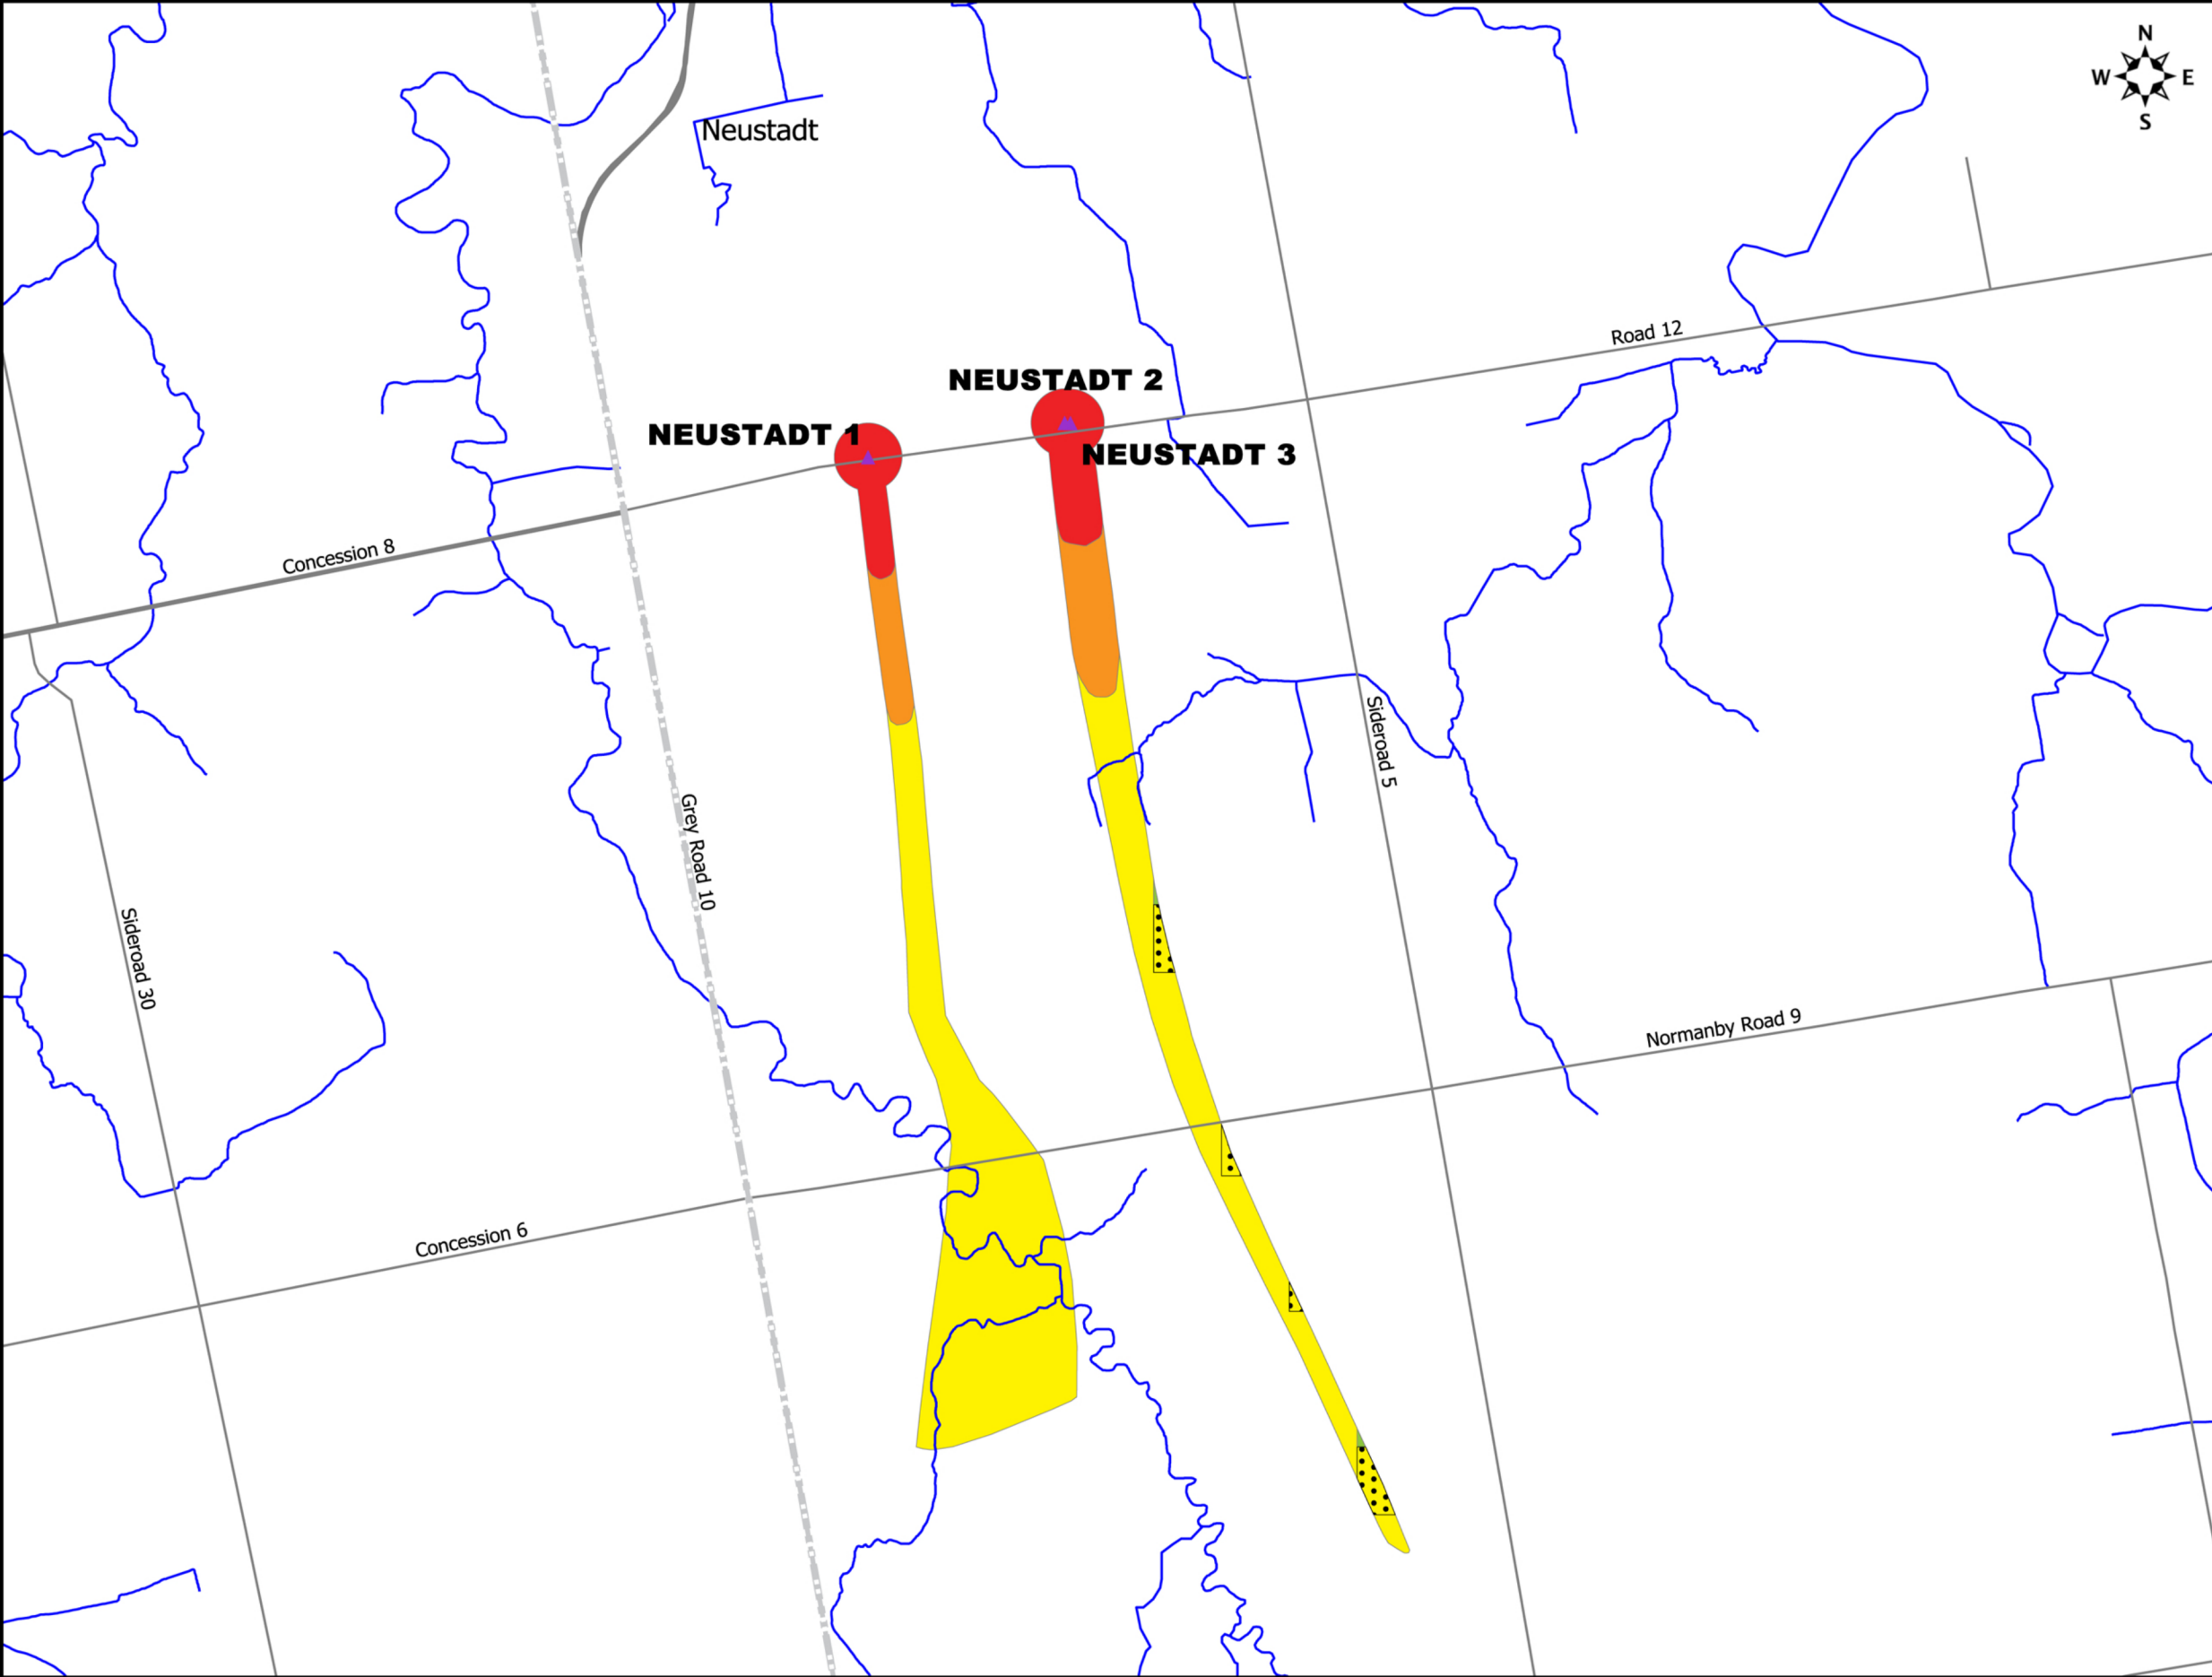 N
W E
S
Neustadt
Road 12
NEUSTADT 2
NEUSTADT 1
NEUSTADT 3
Concession 8
Sideroad 5
Grey Road 10
Sideroad 30
Normanby Road 9
Concession 6